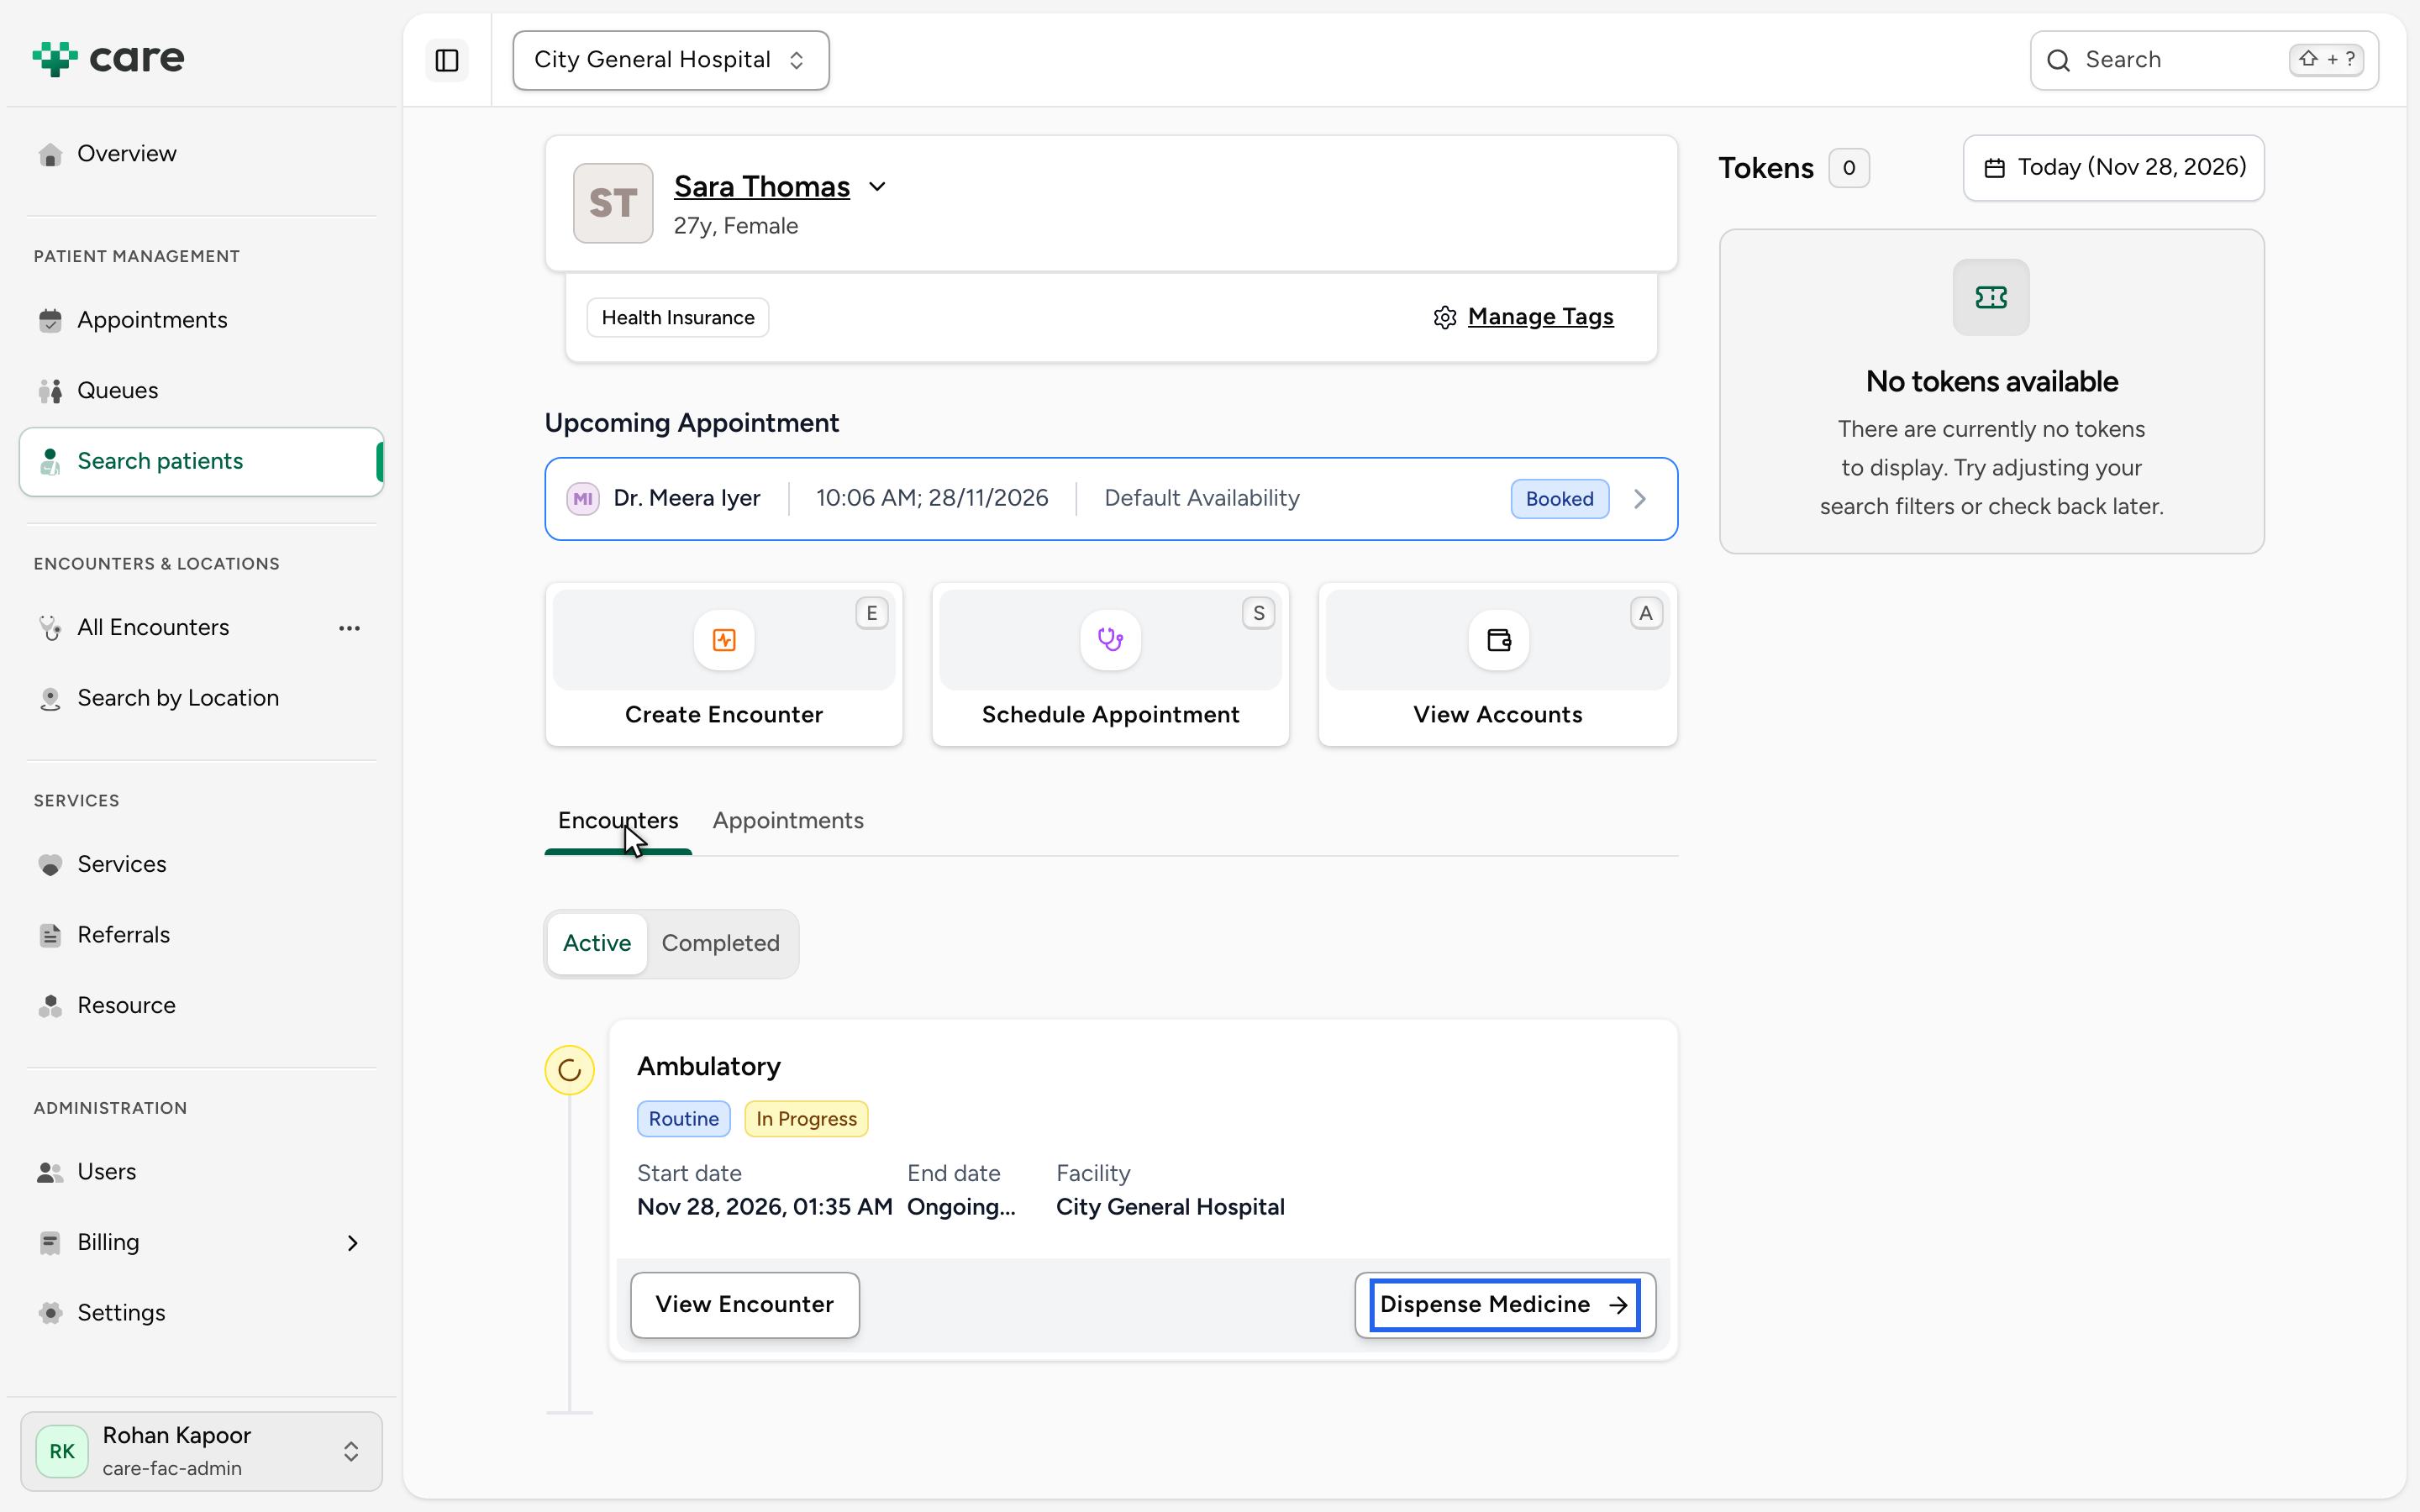 care
City General Hospital
Search
+ ?
Overview
PATIENT MANAGEMENT
Appointments
Queues
Search patients
ENCOUNTERS & LOCATIONS
All Encounters
Search by Location
SERVICES
Services
Referrals
Resource
ADMINISTRATION
Users
Billing
Settings
RK
Rohan Kapoor
care-fac-admin
ST
Sara Thomas
27y, Female
Health Insurance
Manage Tags
Upcoming Appointment
MI Dr. Meera Iyer 10:06 AM; 28/11/2026 Default Availability Booked
E
Create Encounter
S
Schedule Appointment
A
View Accounts
Encounters Appointments
Active Completed
Ambulatory
Routine In Progress
Start date End date Facility
Nov 28, 2026, 01:35 AM Ongoing... City General Hospital
View Encounter Dispense Medicine
Tokens 0 Today (Nov 28, 2026)
No tokens available
There are currently no tokens
to display. Try adjusting your
search filters or check back later.